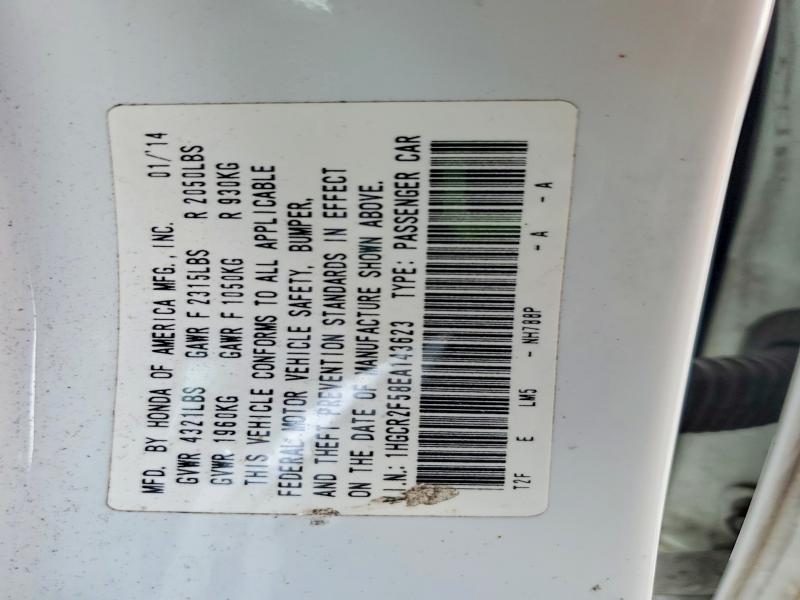 MFD. BY HONDA OF AMERICA MFG., INC. 01/'14
GVWR 4321LBS GAWR F 2315LBS R 2050LBS
GVWR 1960KG GAWR F 1050KG R 930KG
THIS VEHICLE CONFORMS TO ALL APPLICABLE
FEDERAL MOTOR VEHICLE SAFETY, BUMPER,
AND THEFT PREVENTION STANDARDS IN EFFECT
ON THE DATE OF MANUFACTURE SHOWN ABOVE.
V.I.N.: 1HGCR2F58EA143623 TYPE: PASSENGER CAR
T2F E LM5 - NH788P - A - A